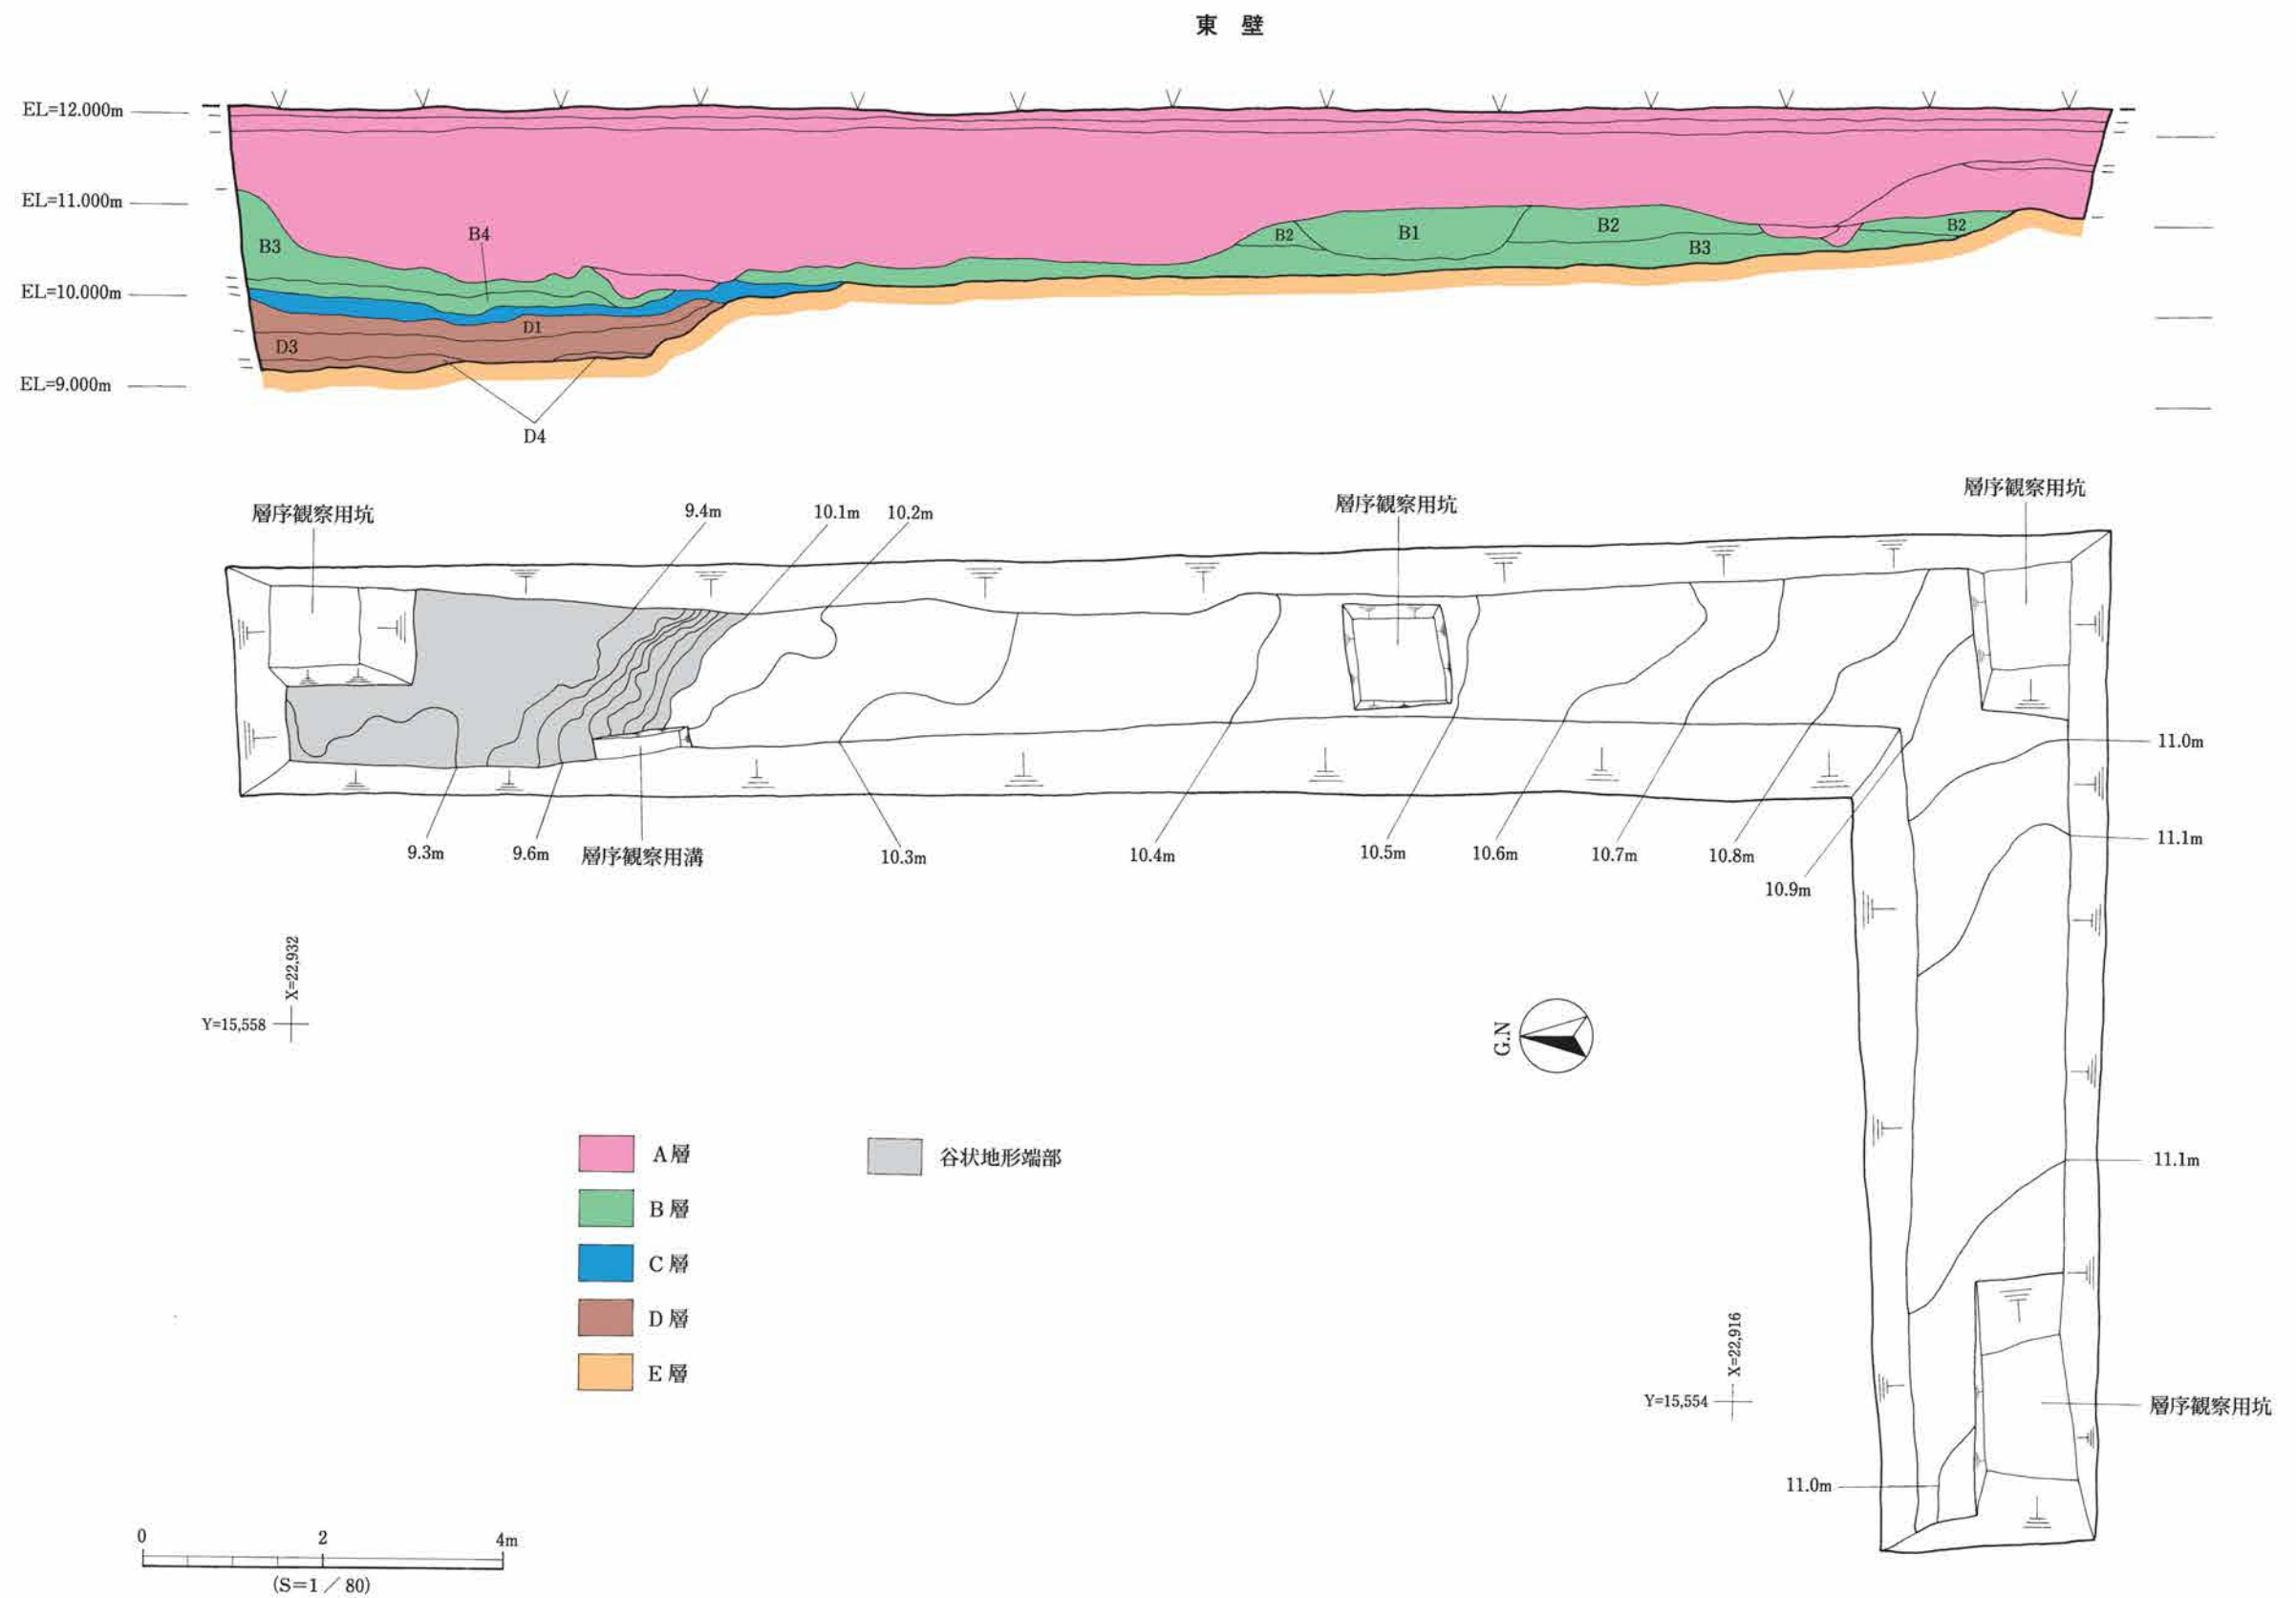 東 壁
EL=12.000m
EL=11.000m
EL=10.000m
EL=9.000m
B3
B4
B2
B1
B2
B3
B2
D1
D3
D4
層序観察用坑
9.4m
10.1m
10.2m
層序観察用坑
層序観察用坑
9.3m
9.6m
層序観察用溝
10.3m
10.4m
10.5m
10.6m
10.7m
10.8m
10.9m
11.0m
11.1m
X=22,932
Y=15,558
G.N
A層
B層
C層
D層
E層
谷状地形端部
11.1m
X=22,916
Y=15,554
層序観察用坑
11.0m
0 2 4m
(S=1/80)